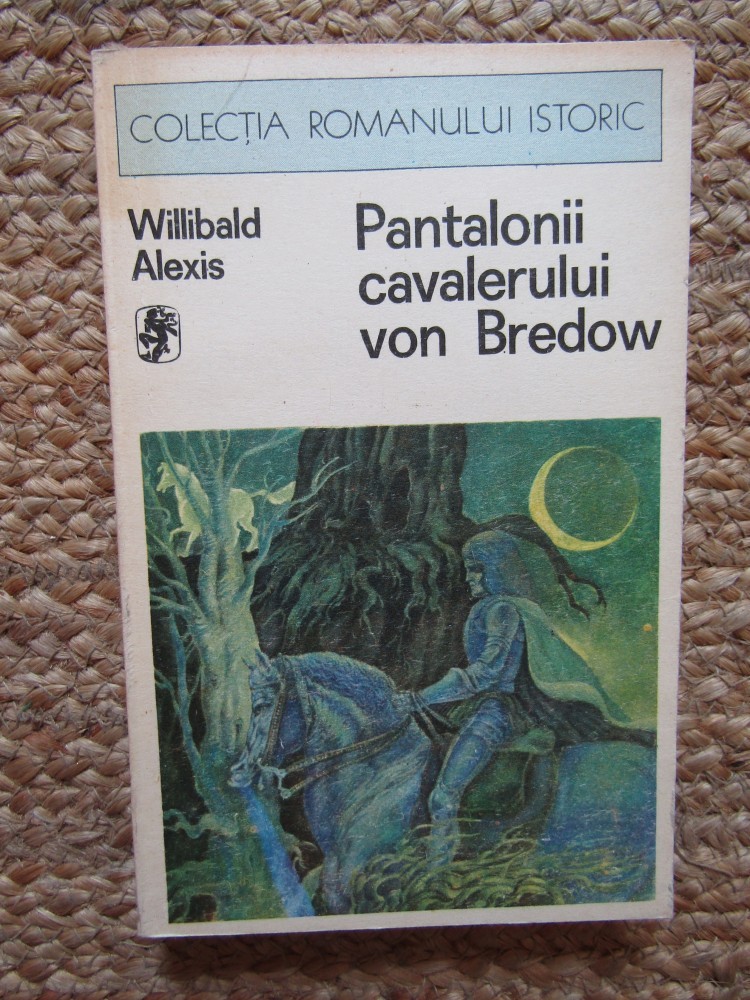 COLECȚIA ROMANULUI ISTORIC
Willibald
Alexis
Pantalonii
cavalerului
von Bredow